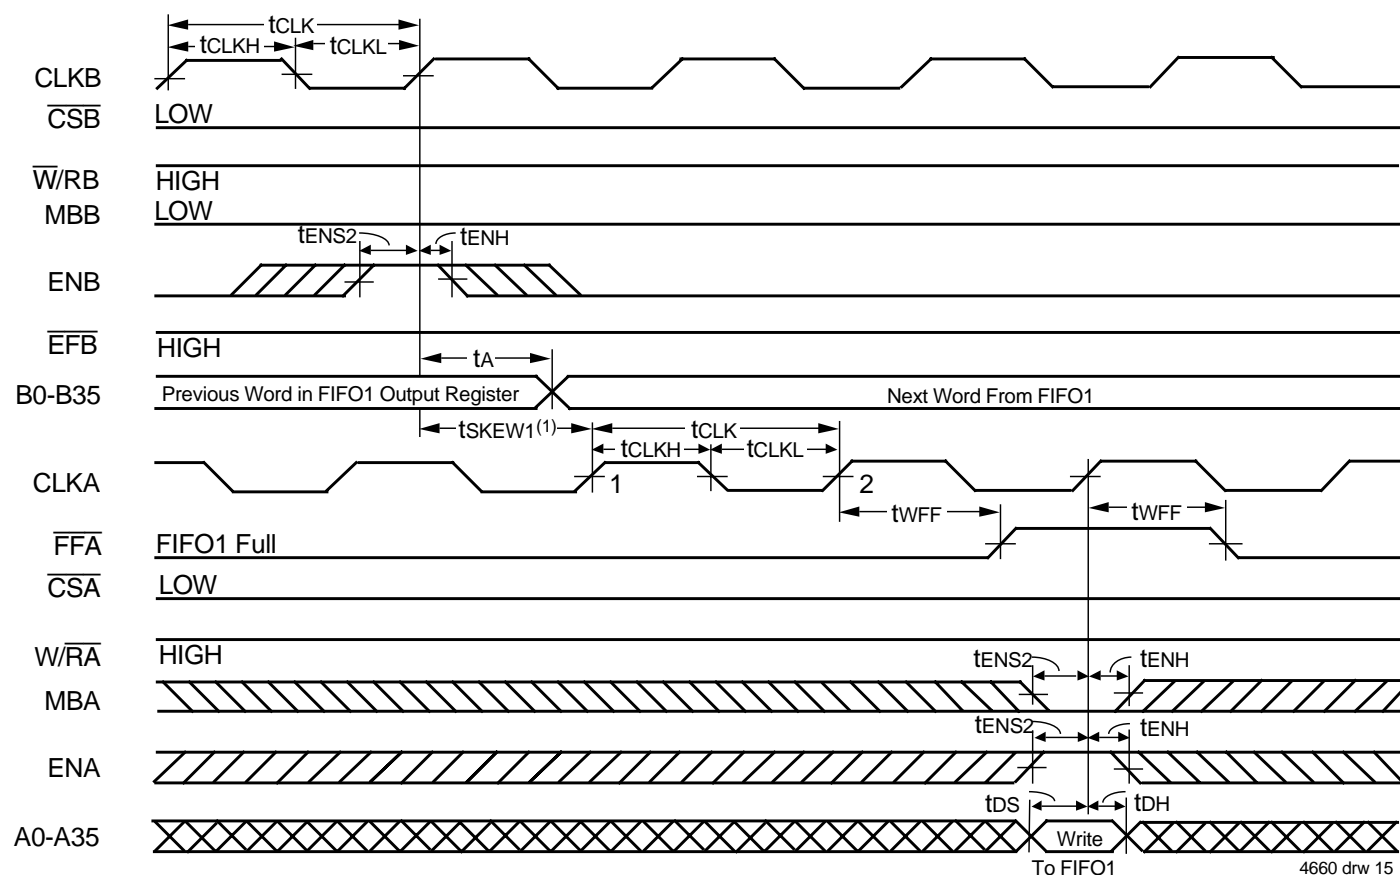 tCLK
tCLKH
tCLKL
CLKB
CSB
LOW
W/RB
HIGH
MBB
LOW
tENS2
tENH
ENB
EFB
HIGH
tA
B0-B35
Previous Word in FIFO1 Output Register
Next Word From FIFO1
tSKEW1(1)
tCLK
tCLKH
tCLKL
CLKA
1
2
tWFF
tWFF
FFA
FIFO1 Full
CSA
LOW
W/RA
HIGH
tENS2
tENH
MBA
tENS2
tENH
ENA
tDS
tDH
A0-A35
Write
To FIFO1
4660 drw 15